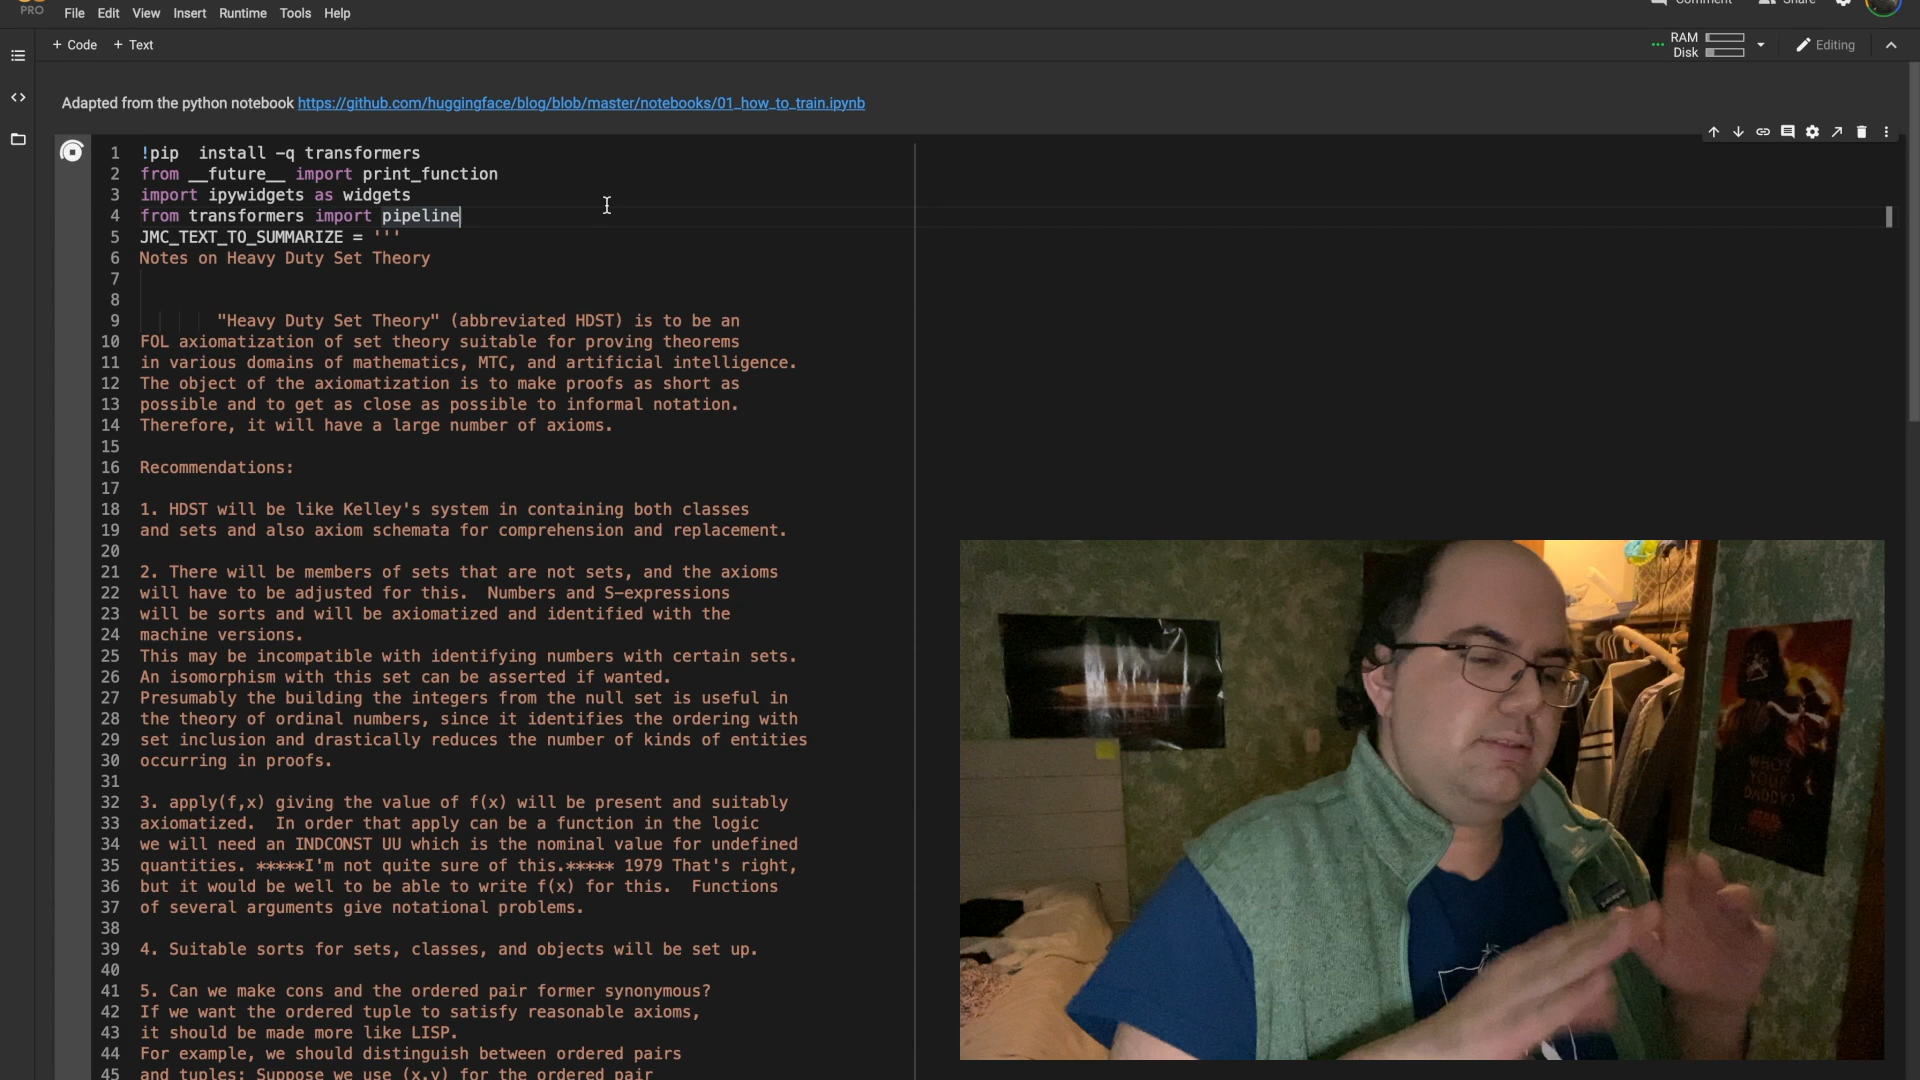 PRO
File Edit View Insert Runtime Tools Help
Comment Share
+ Code + Text
RAM
Disk
Editing
Adapted from the python notebook https://github.com/huggingface/blog/blob/master/notebooks/01_how_to_train.ipynb
1 !pip  install -q transformers
2 from __future__ import print_function
3 import ipywidgets as widgets
4 from transformers import pipeline
5 JMC_TEXT_TO_SUMMARIZE = '''
6 Notes on Heavy Duty Set Theory
7
8
9 "Heavy Duty Set Theory" (abbreviated HDST) is to be an
10 FOL axiomatization of set theory suitable for proving theorems
11 in various domains of mathematics, MTC, and artificial intelligence.
12 The object of the axiomatization is to make proofs as short as
13 possible and to get as close as possible to informal notation.
14 Therefore, it will have a large number of axioms.
15
16 Recommendations:
17
18 1. HDST will be like Kelley's system in containing both classes
19 and sets and also axiom schemata for comprehension and replacement.
20
21 2. There will be members of sets that are not sets, and the axioms
22 will have to be adjusted for this.  Numbers and S-expressions
23 will be sorts and will be axiomatized and identified with the
24 machine versions.
25 This may be incompatible with identifying numbers with certain sets.
26 An isomorphism with this set can be asserted if wanted.
27 Presumably the building the integers from the null set is useful in
28 the theory of ordinal numbers, since it identifies the ordering with
29 set inclusion and drastically reduces the number of kinds of entities
30 occurring in proofs.
31
32 3. apply(f,x) giving the value of f(x) will be present and suitably
33 axiomatized.  In order that apply can be a function in the logic
34 we will need an INDCONST UU which is the nominal value for undefined
35 quantities. *****I'm not quite sure of this.***** 1979 That's right,
36 but it would be well to be able to write f(x) for this.  Functions
37 of several arguments give notational problems.
38
39 4. Suitable sorts for sets, classes, and objects will be set up.
40
41 5. Can we make cons and the ordered pair former synonymous?
42 If we want the ordered tuple to satisfy reasonable axioms,
43 it should be made more like LISP.
44 For example, we should distinguish between ordered pairs
45 and tuples: Suppose we use (x,y) for the ordered pair
WHO'S
YOUR
DADDY?